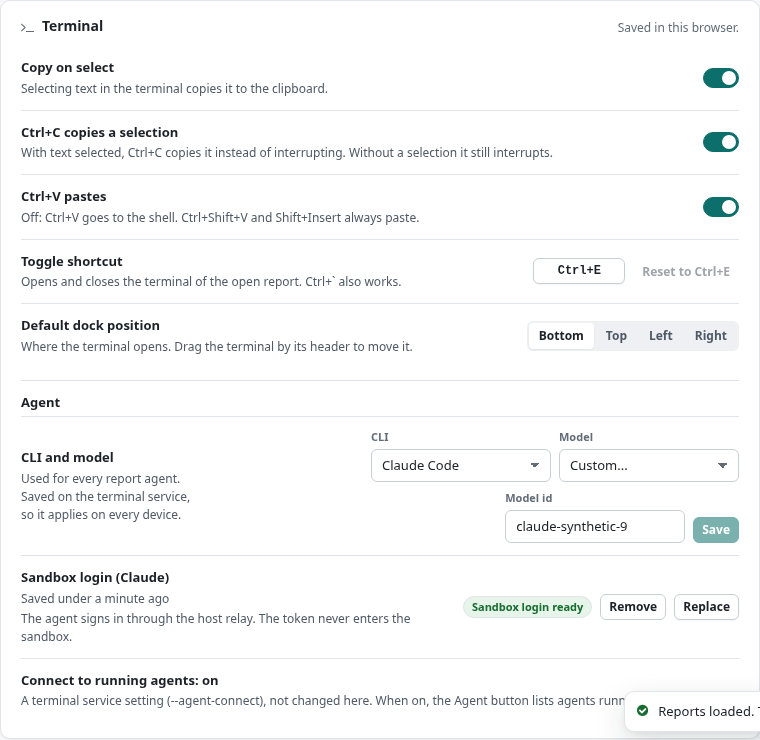 Terminal
Saved in this browser.
Copy on select
Selecting text in the terminal copies it to the clipboard.
Ctrl+C copies a selection
With text selected, Ctrl+C copies it instead of interrupting. Without a selection it still interrupts.
Ctrl+V pastes
Off: Ctrl+V goes to the shell. Ctrl+Shift+V and Shift+Insert always paste.
Toggle shortcut
Opens and closes the terminal of the open report. Ctrl+` also works.
Ctrl+E
Reset to Ctrl+E
Default dock position
Where the terminal opens. Drag the terminal by its header to move it.
Bottom Top Left Right
Agent
CLI Model
CLI and model
Used for every report agent.
Saved on the terminal service,
so it applies on every device.
Claude Code
Custom...
Model id
claude-synthetic-9
Save
Sandbox login (Claude)
Saved under a minute ago
The agent signs in through the host relay. The token never enters the
sandbox.
Sandbox login ready
Remove
Replace
Connect to running agents: on
A terminal service setting (--agent-connect), not changed here. When on, the Agent button lists agents
Reports loaded.